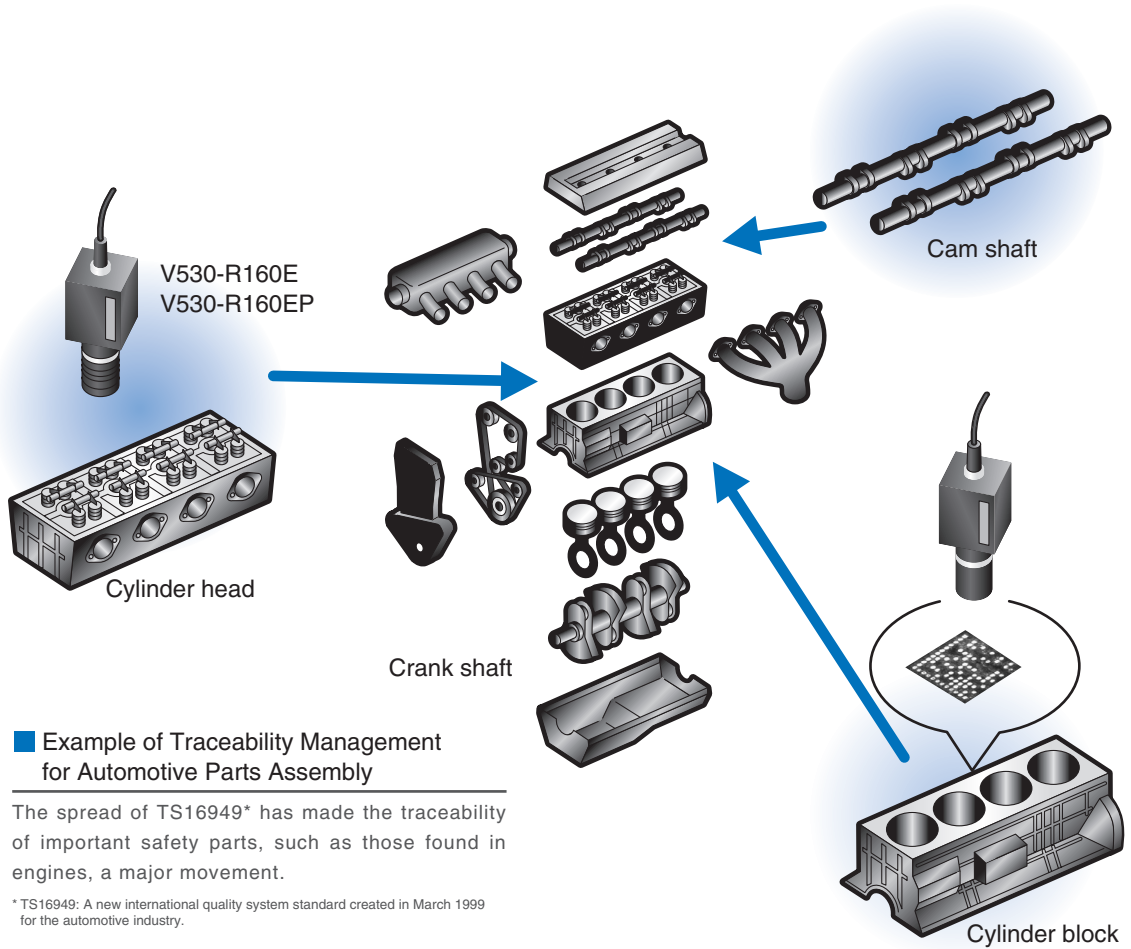 Cam shaft
V530-R160E
V530-R160EP
Cylinder head
Crank shaft
Example of Traceability Management
for Automotive Parts Assembly
The spread of TS16949* has made the traceability
of important safety parts, such as those found in
engines, a major movement.
* TS16949: A new international quality system standard created in March 1999
for the automotive industry.
Cylinder block